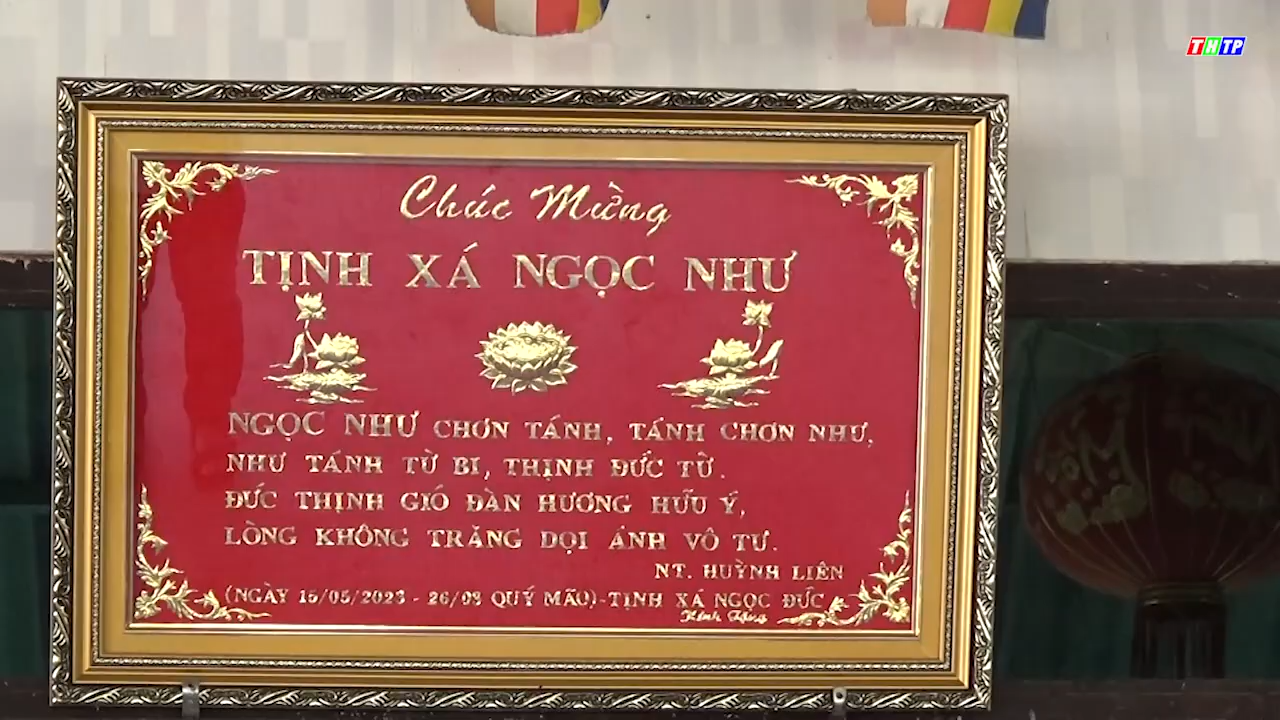 THTP
Chúc Mừng
TỊNH XÁ NGỌC NHƯ
NGỌC NHƯ CHƠN TÁNH, TÁNH CHƠN NHƯ,
NHƯ TÁNH TỪ BI, THỊNH ĐỨC TỪ.
ĐỨC THỊNH GIÓ ĐÀN HƯƠNG HỮU Ý,
LÒNG KHÔNG TRĂNG DỌI ÁNH VÔ TƯ.
NT. HUỲNH LIÊN
(NGÀY 15/05/2023 - 26/03 QUÝ MÃO)-TỊNH XÁ NGỌC ĐỨC
Kính Tặng